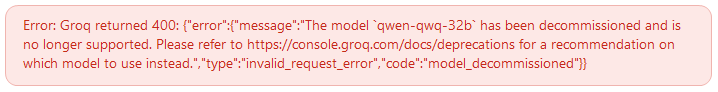 Error: Groq returned 400: {"error":{"message":"The model `qwen-qwq-32b` has been decommissioned and is
no longer supported. Please refer to https://console.groq.com/docs/deprecations for a recommendation on
which model to use instead.","type":"invalid_request_error","code":"model_decommissioned"}}